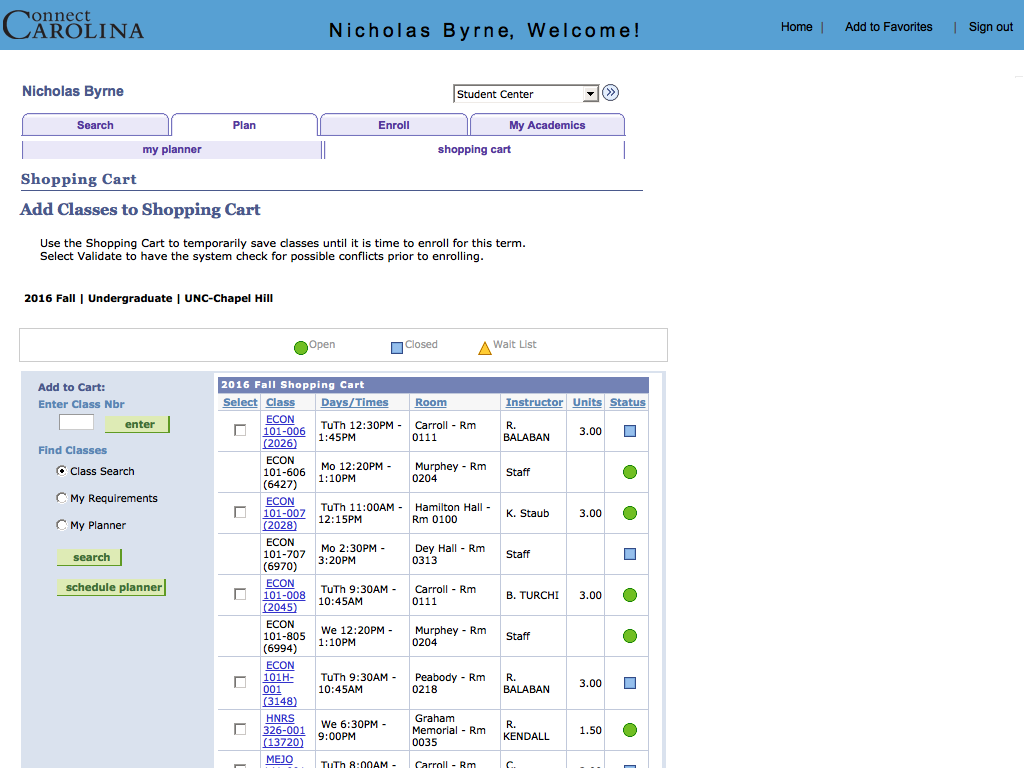 Connect
CAROLINA
Nicholas Byrne, Welcome!
Home | Add to Favorites | Sign out
Nicholas Byrne
Student Center
Search Plan Enroll My Academics
my planner shopping cart
Shopping Cart
Add Classes to Shopping Cart
Use the Shopping Cart to temporarily save classes until it is time to enroll for this term.
Select Validate to have the system check for possible conflicts prior to enrolling.
2016 Fall | Undergraduate | UNC-Chapel Hill
Open Closed Wait List
Add to Cart:
Enter Class Nbr
enter
Find Classes
Class Search
My Requirements
My Planner
search
schedule planner
2016 Fall Shopping Cart
Select Class Days/Times Room Instructor Units Status
ECON
101-006
(2026)
TuTh 12:30PM -
1:45PM
Carroll - Rm
0111
R.
BALABAN
3.00
ECON
101-606
(6427)
Mo 12:20PM -
1:10PM
Murphey - Rm
0204
Staff
ECON
101-007
(2028)
TuTh 11:00AM -
12:15PM
Hamilton Hall -
Rm 0100
K. Staub
3.00
ECON
101-707
(6970)
Mo 2:30PM -
3:20PM
Dey Hall - Rm
0313
Staff
ECON
101-008
(2045)
TuTh 9:30AM -
10:45AM
Carroll - Rm
0111
B. TURCHI
3.00
ECON
101-805
(6994)
We 12:20PM -
1:10PM
Murphey - Rm
0204
Staff
ECON
101H-
001
(3148)
TuTh 9:30AM -
10:45AM
Peabody - Rm
0218
R.
BALABAN
3.00
HNRS
326-001
(13720)
We 6:30PM -
9:00PM
Graham
Memorial - Rm
0035
R.
KENDALL
1.50
MEJO
TuTh 8:00AM -
Carroll - Rm
C.